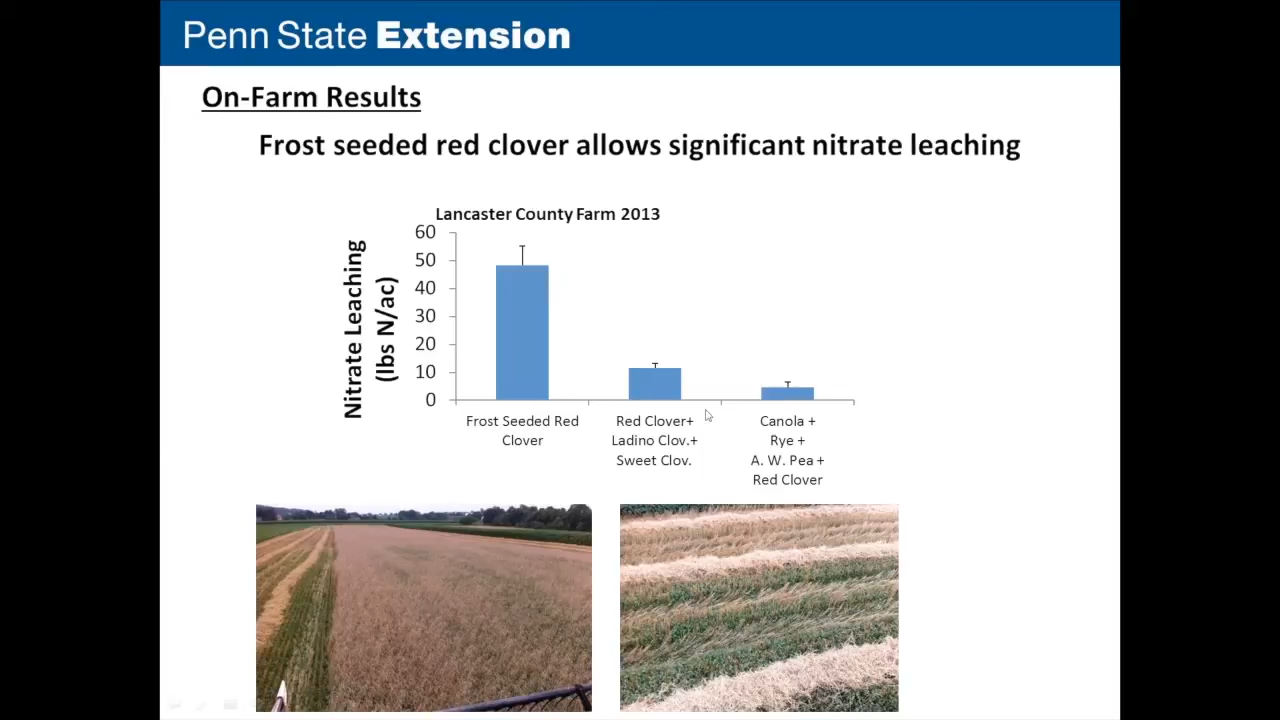 Penn State Extension
On-Farm Results
Frost seeded red clover allows significant nitrate leaching
Lancaster County Farm 2013
Nitrate Leaching
(lbs N/ac)
60
50
40
30
20
10
0
Frost Seeded Red
Clover
Red Clover+
Ladino Clov.+
Sweet Clov.
Canola +
Rye +
A. W. Pea +
Red Clover